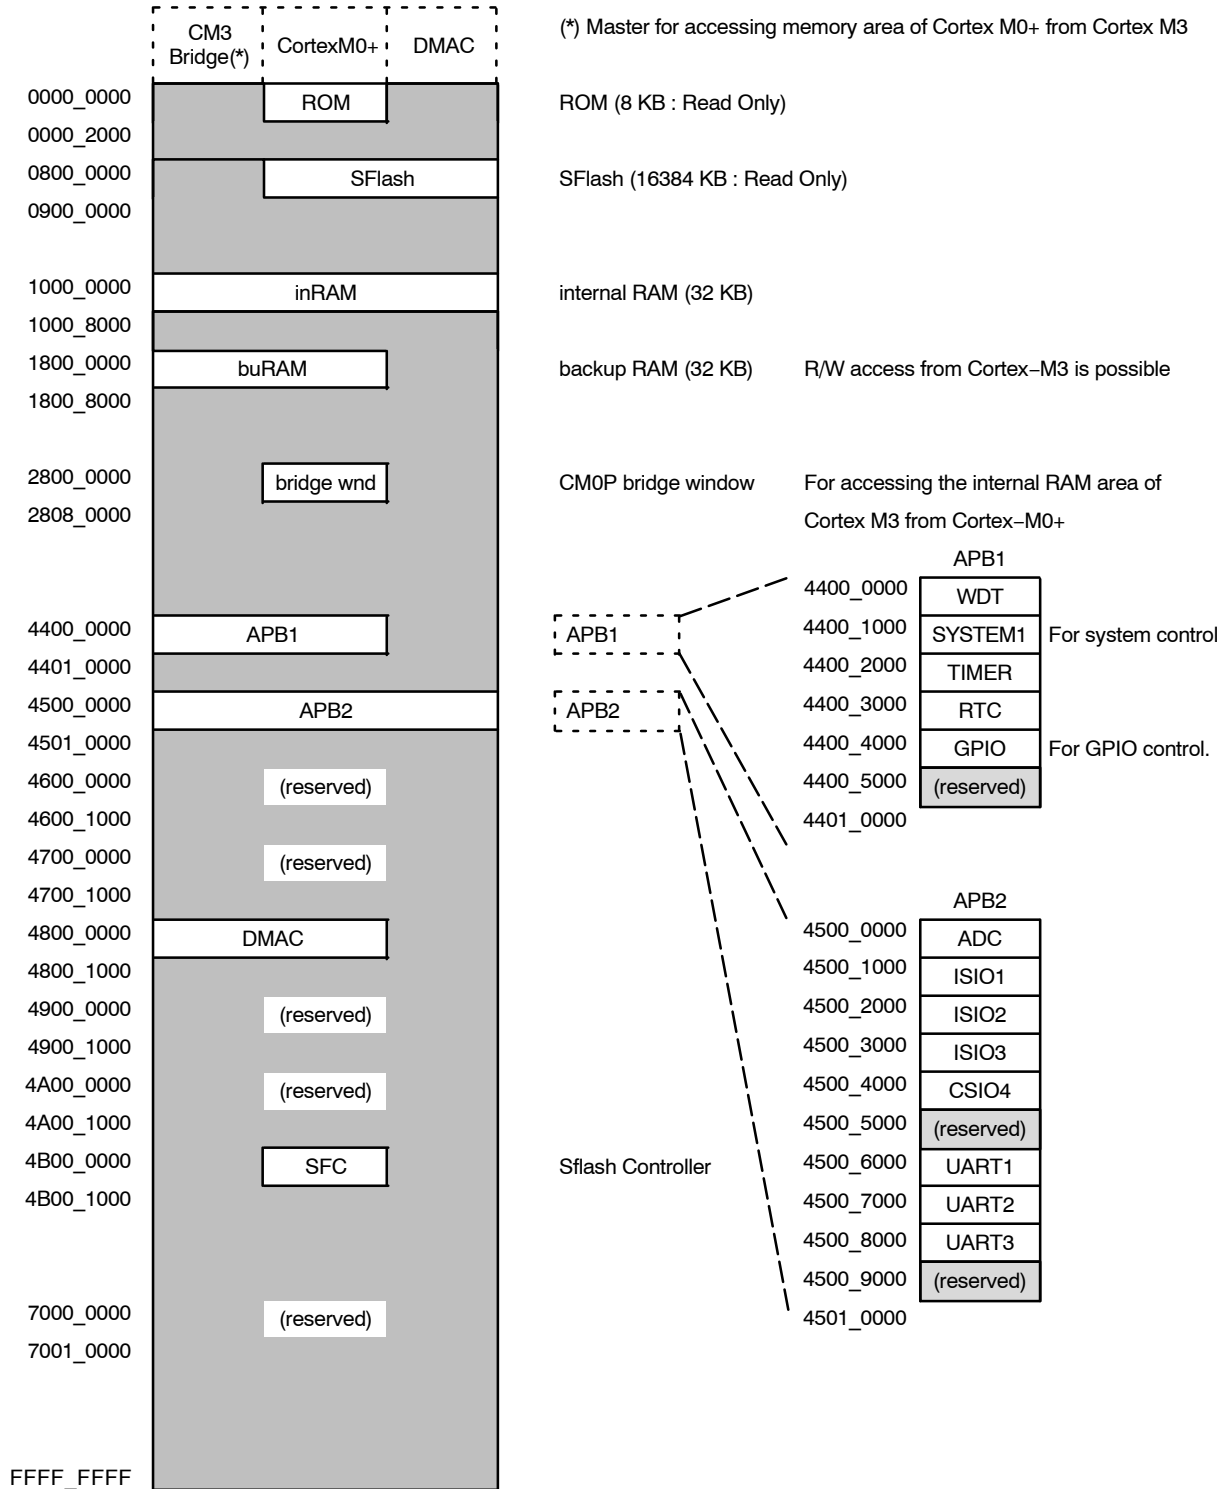 CM3
Bridge(*)
CortexM0+
DMAC
(*) Master for accessing memory area of Cortex M0+ from Cortex M3
0000_0000
ROM
ROM (8 KB : Read Only)
0000_2000
0800_0000
SFlash
SFlash (16384 KB : Read Only)
0900_0000
1000_0000
inRAM
internal RAM (32 KB)
1000_8000
1800_0000
buRAM
backup RAM (32 KB)
R/W access from Cortex−M3 is possible
1800_8000
2800_0000
bridge wnd
CM0P bridge window
For accessing the internal RAM area of
Cortex M3 from Cortex−M0+
2808_0000
4400_0000
APB1
APB1
4401_0000
4500_0000
APB2
APB2
4501_0000
4600_0000
(reserved)
4600_1000
4700_0000
(reserved)
4700_1000
4800_0000
DMAC
4800_1000
4900_0000
(reserved)
4900_1000
4A00_0000
(reserved)
4A00_1000
4B00_0000
SFC
Sflash Controller
4B00_1000
7000_0000
(reserved)
7001_0000
FFFF_FFFF
APB1
4400_0000
WDT
4400_1000
SYSTEM1
For system control
4400_2000
TIMER
4400_3000
RTC
4400_4000
GPIO
For GPIO control.
4400_5000
(reserved)
4401_0000
APB2
4500_0000
ADC
4500_1000
ISIO1
4500_2000
ISIO2
4500_3000
ISIO3
4500_4000
CSIO4
4500_5000
(reserved)
4500_6000
UART1
4500_7000
UART2
4500_8000
UART3
4500_9000
(reserved)
4501_0000